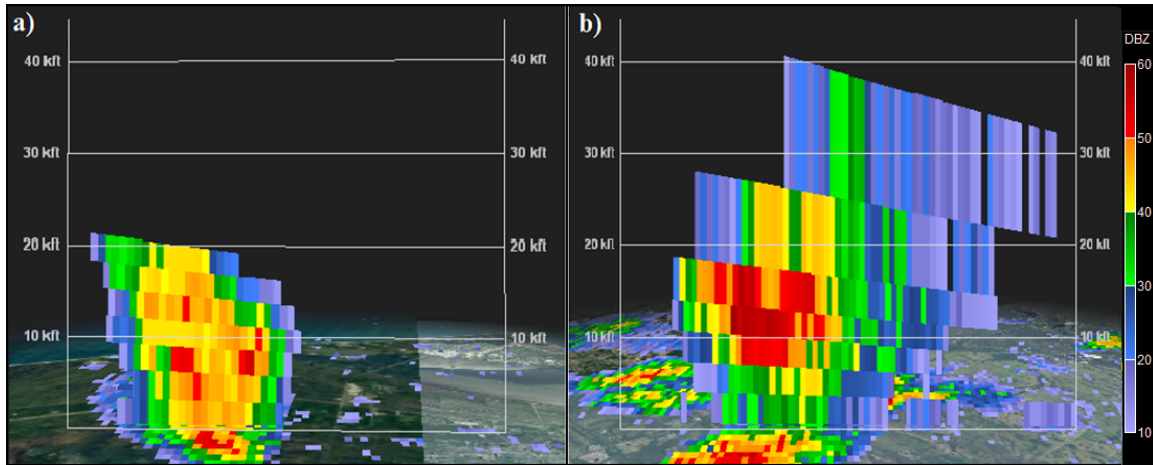 a)
40 kft 40 kft
30 kft 30 kft
20 kft 20 kft
10 kft 10 kft
b)
40 kft 40 kft
30 kft 30 kft
20 kft 20 kft
10 kft 10 kft
DBZ
60
50
40
30
20
10